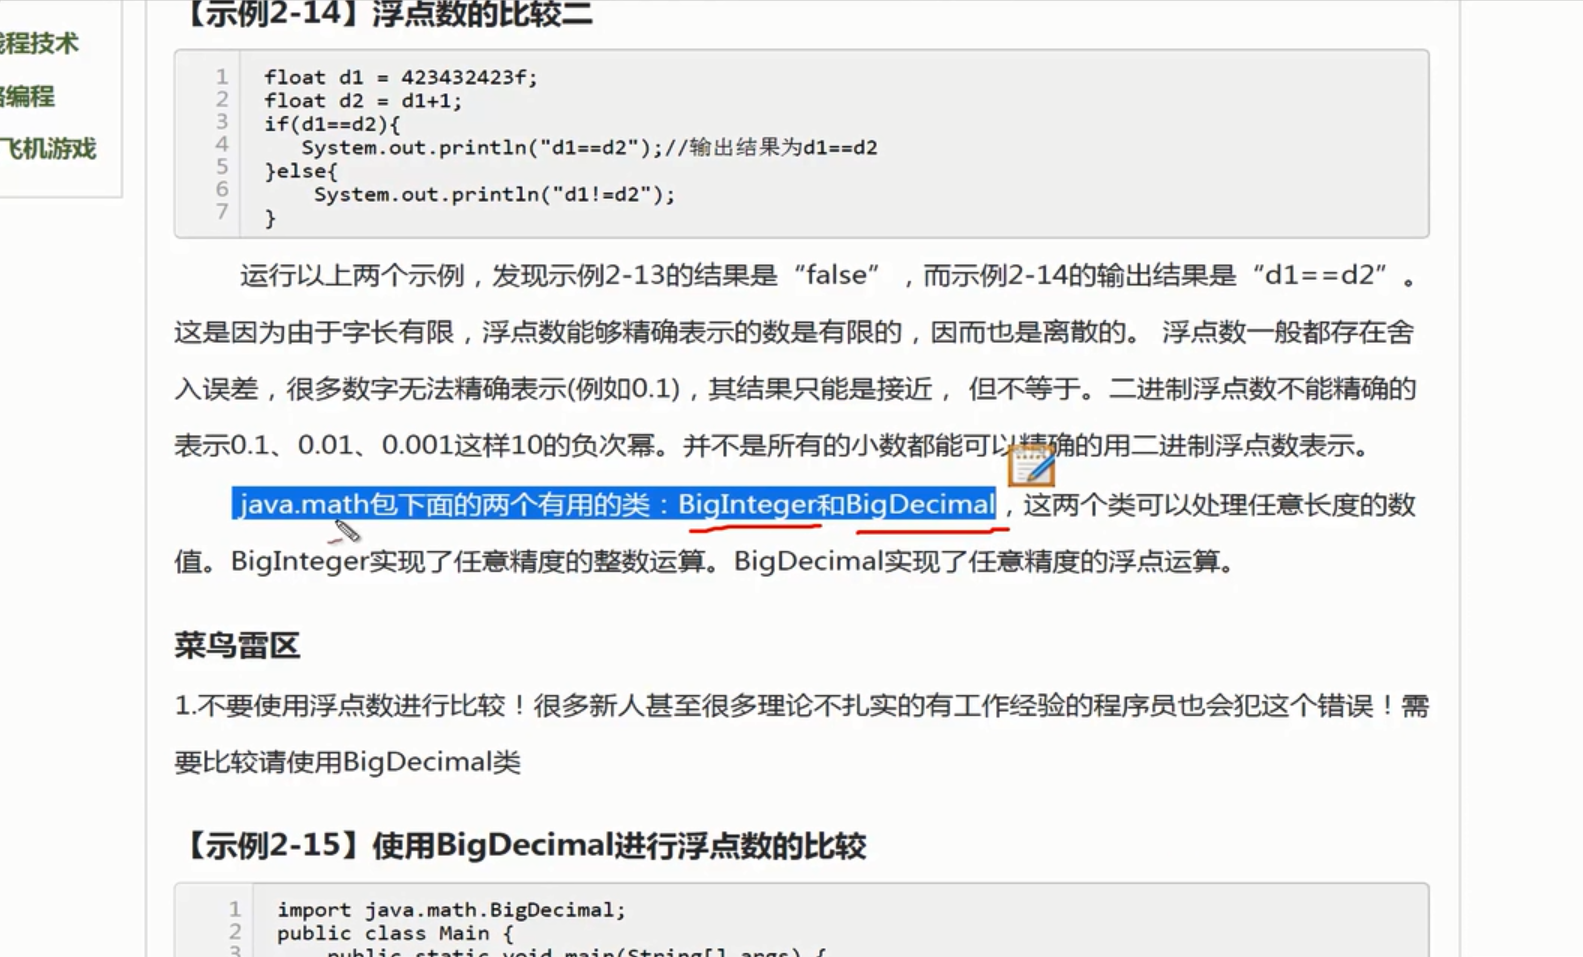 程技术
编程
飞机游戏
【示例2-14】浮点数的比较二
1 float d1 = 423432423f;
2 float d2 = d1+1;
3 if(d1==d2){
4 System.out.println("d1==d2");//输出结果为d1==d2
5 }else{
6 System.out.println("d1!=d2");
7 }
运行以上两个示例，发现示例2-13的结果是“false”，而示例2-14的输出结果是“d1==d2”。
这是因为由于字长有限，浮点数能够精确表示的数是有限的，因而也是离散的。 浮点数一般都存在舍
入误差，很多数字无法精确表示(例如0.1)，其结果只能是接近， 但不等于。二进制浮点数不能精确的
表示0.1、0.01、0.001这样10的负次幂。并不是所有的小数都能可以精确的用二进制浮点数表示。
java.math包下面的两个有用的类：BigInteger和BigDecimal，这两个类可以处理任意长度的数
值。BigInteger实现了任意精度的整数运算。BigDecimal实现了任意精度的浮点运算。
菜鸟雷区
1.不要使用浮点数进行比较！很多新人甚至很多理论不扎实的有工作经验的程序员也会犯这个错误！需
要比较请使用BigDecimal类
【示例2-15】使用BigDecimal进行浮点数的比较
1 import java.math.BigDecimal;
2 public class Main {
3 public static void main(String[] args) {